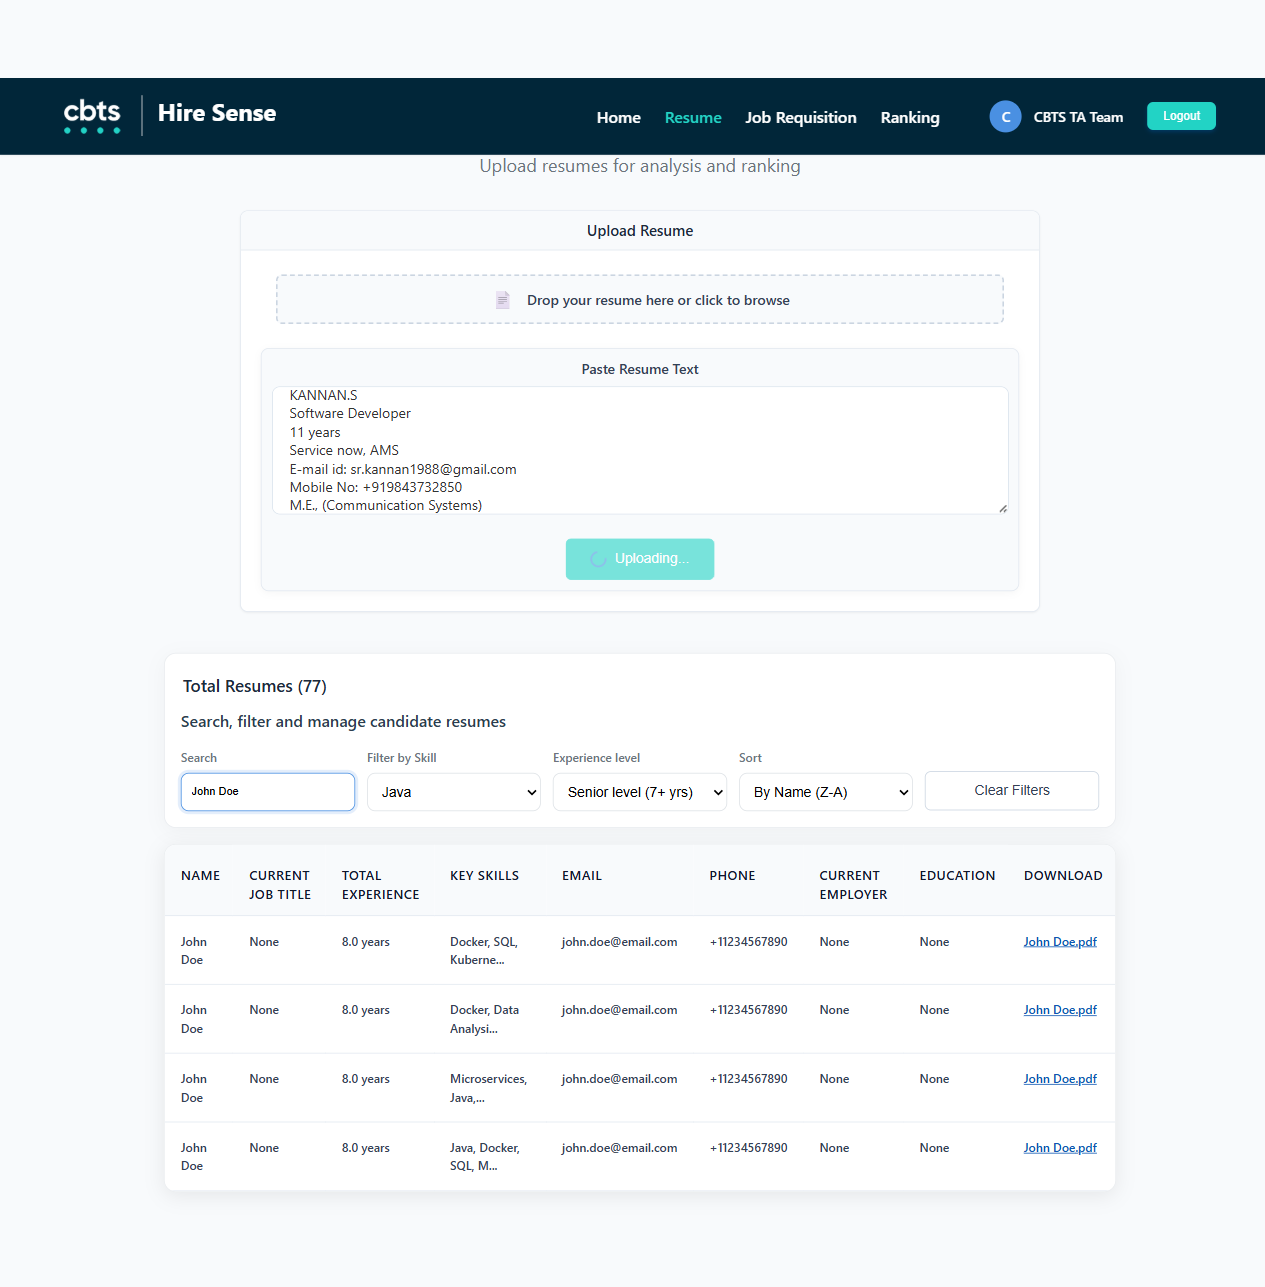 cbts
Hire Sense
Home
Resume
Job Requisition
Ranking
C
CBTS TA Team
Logout
Upload resumes for analysis and ranking
Upload Resume
Drop your resume here or click to browse
Paste Resume Text
KANNAN.S
Software Developer
11 years
Service now, AMS
E-mail id: sr.kannan1988@gmail.com
Mobile No: +919843732850
M.E., (Communication Systems)
Uploading...
Total Resumes (77)
Search, filter and manage candidate resumes
Search
Filter by Skill
Experience level
Sort
John Doe
Java
Senior level (7+ yrs)
By Name (Z-A)
Clear Filters
NAME
CURRENT
JOB TITLE
TOTAL
EXPERIENCE
KEY SKILLS
EMAIL
PHONE
CURRENT
EMPLOYER
EDUCATION
DOWNLOAD
John
Doe
None
8.0 years
Docker, SQL,
Kuberne...
john.doe@email.com
+11234567890
None
None
John Doe.pdf
John
Doe
None
8.0 years
Docker, Data
Analysi...
john.doe@email.com
+11234567890
None
None
John Doe.pdf
John
Doe
None
8.0 years
Microservices,
Java,...
john.doe@email.com
+11234567890
None
None
John Doe.pdf
John
Doe
None
8.0 years
Java, Docker,
SQL, M...
john.doe@email.com
+11234567890
None
None
John Doe.pdf